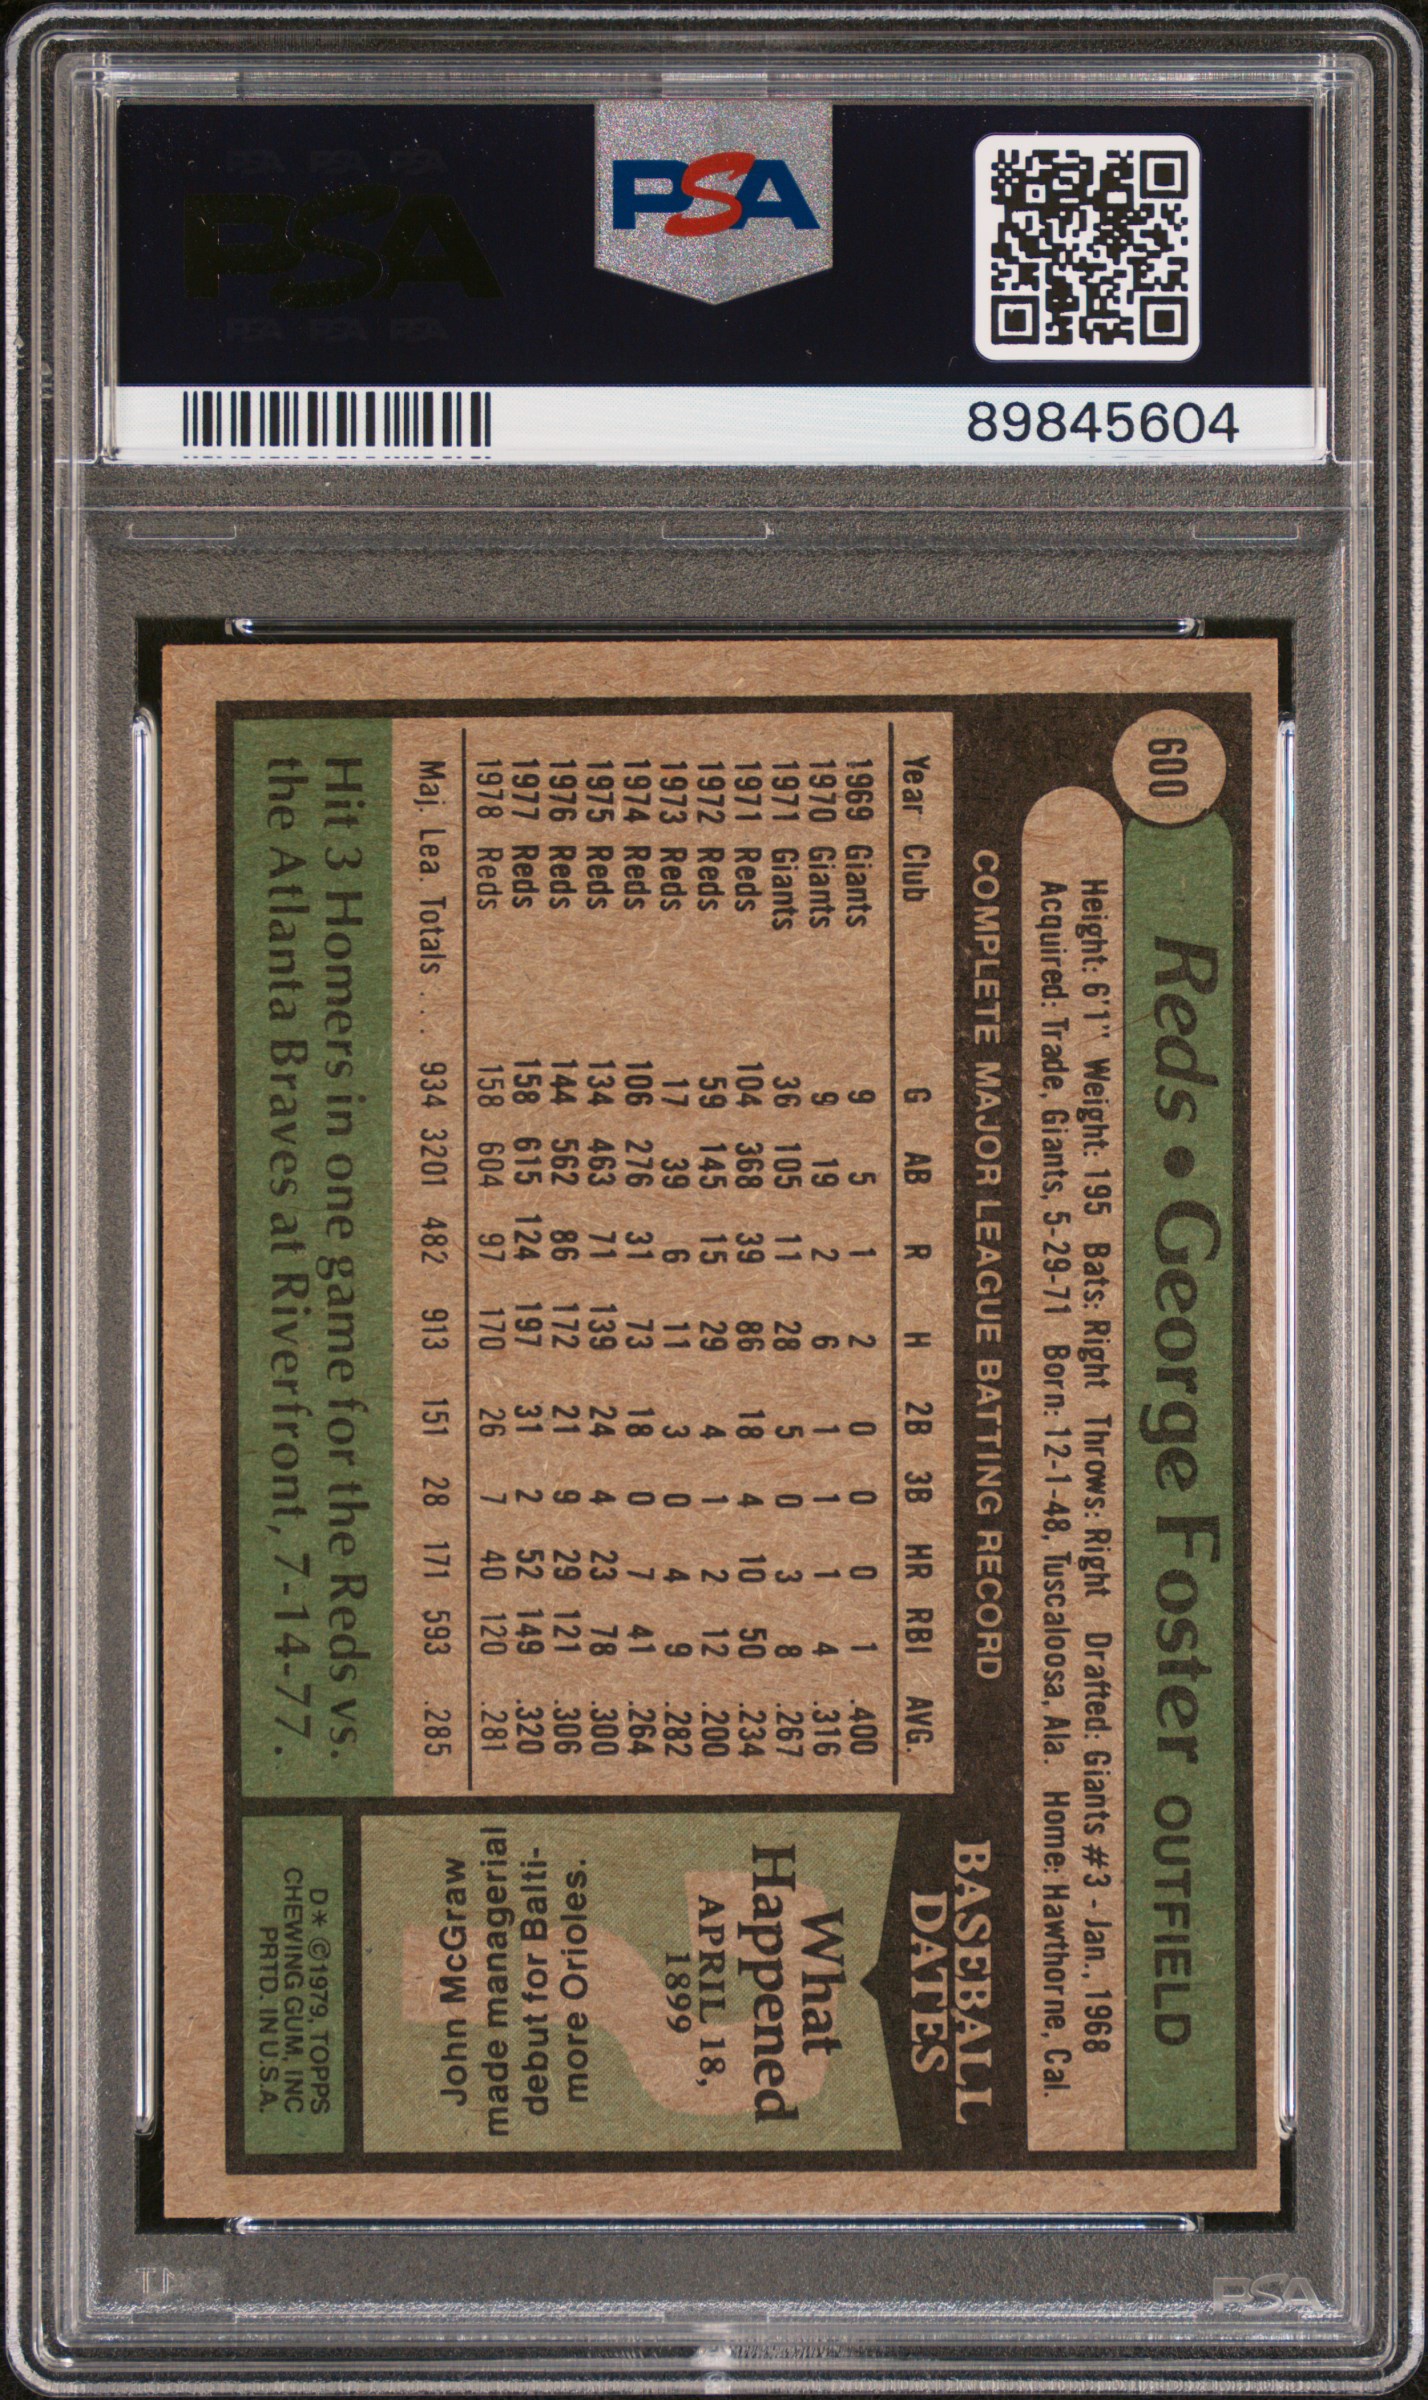 PSA PSA PSA
PSA
PSA PSA PSA
PSA
89845604
600
Reds • George Foster OUTFIELD
Height: 6'1" Weight: 195 Bats: Right Throws: Right Drafted: Giants #3 - Jan., 1968
Acquired: Trade, Giants, 5-29-71 Born: 12-1-48, Tuscaloosa, Ala. Home: Hawthorne, Cal.
COMPLETE MAJOR LEAGUE BATTING RECORD
Year Club G AB R H 2B 3B HR RBI AVG.
1969 Giants 9 5 1 2 0 0 0 1 .400
1970 Giants 9 19 2 6 1 1 1 4 .316
1971 Giants 36 105 11 28 5 0 3 8 .267
1971 Reds 104 368 39 86 18 4 10 50 .234
1972 Reds 59 145 15 29 4 1 2 12 .200
1973 Reds 17 39 6 11 3 0 4 9 .282
1974 Reds 106 276 31 73 18 0 7 41 .264
1975 Reds 134 463 71 139 24 4 23 78 .300
1976 Reds 144 562 86 172 21 9 29 121 .306
1977 Reds 158 615 124 197 31 2 52 149 .320
1978 Reds 158 604 97 170 26 7 40 120 .281
Maj. Lea. Totals . . . 934 3201 482 913 151 28 171 593 .285
Hit 3 Homers in one game for the Reds vs.
the Atlanta Braves at Riverfront, 7-14-77.
BASEBALL
DATES
What
Happened
APRIL 18,
1899
John McGraw
made managerial
debut for Balti-
more Orioles.
D* ©1979, TOPPS
CHEWING GUM, INC
PRTD. IN U.S.A.
PSA